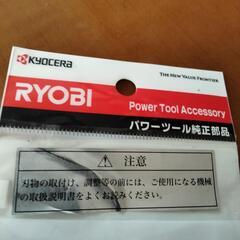 KYOCERA
THE NEW VALUE FRONTIER
RYOBI
Power Tool Accessory
パワーツール純正部品
⚠ 注意
刃物の取付け、調整等の前には、ご使用になる機械
の取扱説明書をよくお読みください。